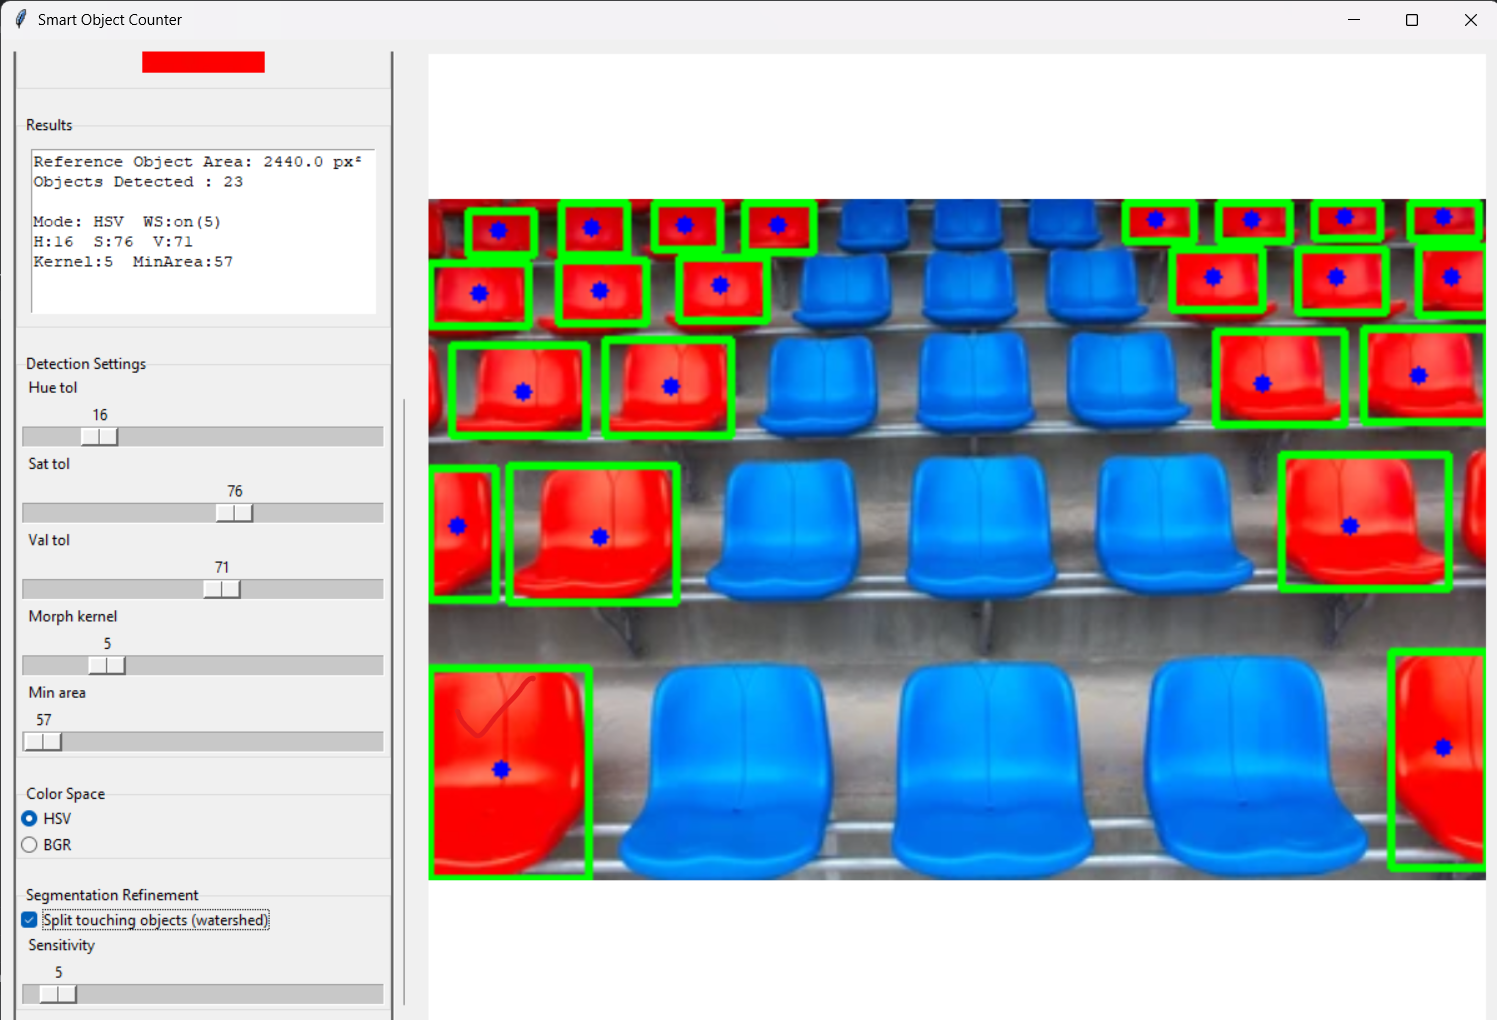 Smart Object Counter
Results
Reference Object Area: 2440.0 px²
Objects Detected : 23
Mode: HSV  WS:on(5)
H:16  S:76  V:71
Kernel:5  MinArea:57
Detection Settings
Hue tol
16
Sat tol
76
Val tol
71
Morph kernel
5
Min area
57
Color Space
HSV
BGR
Segmentation Refinement
Split touching objects (watershed)
Sensitivity
5